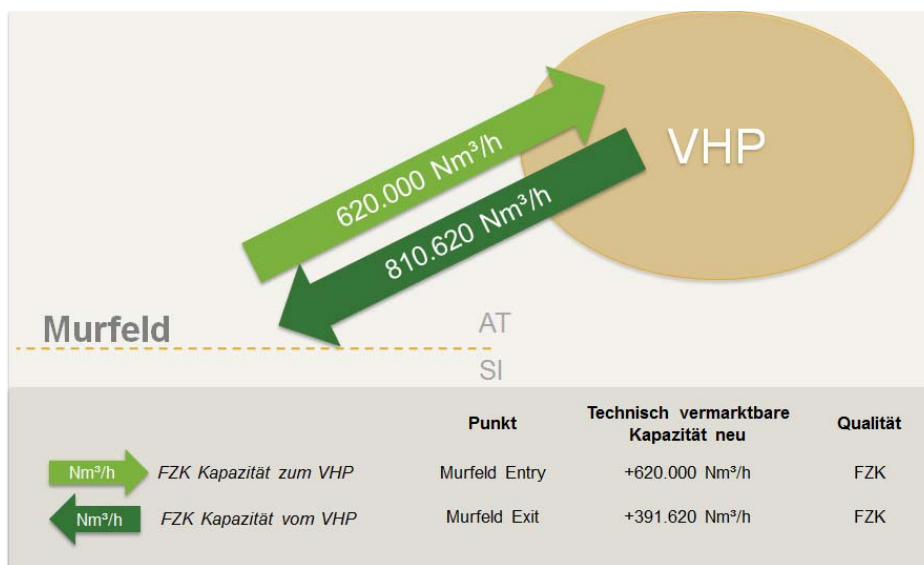 VHP
620.000 Nm³/h
810.620 Nm³/h
Murfeld
AT
SI
Punkt Technisch vermarktbare Kapazität neu Qualität
Nm³/h FZK Kapazität zum VHP Murfeld Entry +620.000 Nm³/h FZK
Nm³/h FZK Kapazität vom VHP Murfeld Exit +391.620 Nm³/h FZK